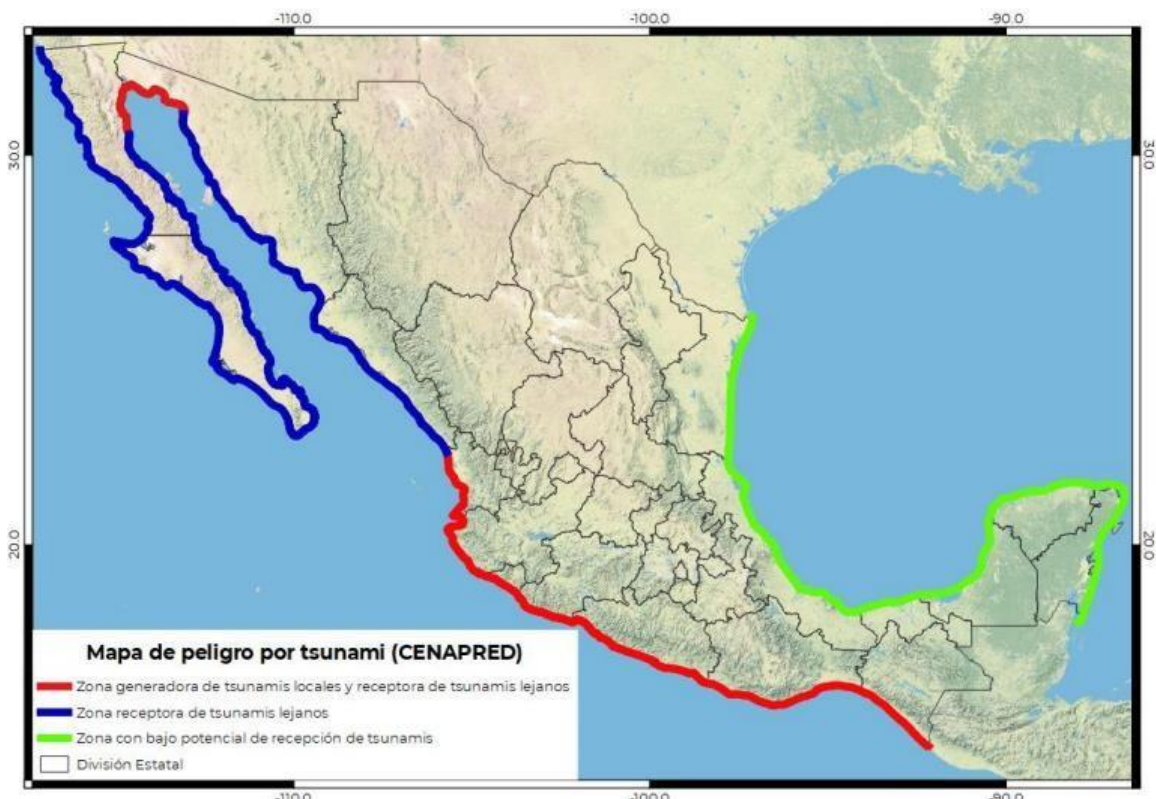 -110.0 -100.0 -90.0
30.0 30.0
20.0 20.0
Mapa de peligro por tsunami (CENAPRED)
Zona generadora de tsunamis locales y receptora de tsunamis lejanos
Zona receptora de tsunamis lejanos
Zona con bajo potencial de recepción de tsunamis
División Estatal
-110.0 -100.0 -90.0